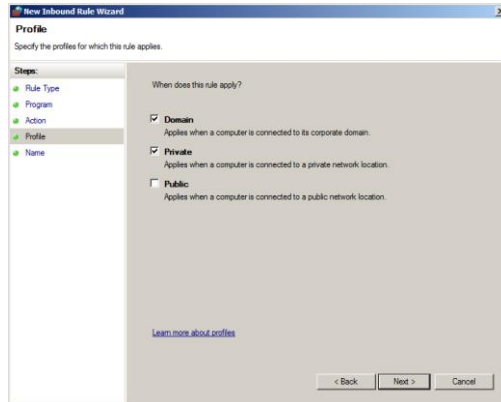 New Inbound Rule Wizard
Profile
Specify the profiles for which this rule applies.
Steps:
Rule Type
Program
Action
Profile
Name
When does this rule apply?
Domain
Applies when a computer is connected to its corporate domain.
Private
Applies when a computer is connected to a private network location.
Public
Applies when a computer is connected to a public network location.
Learn more about profiles
< Back
Next >
Cancel